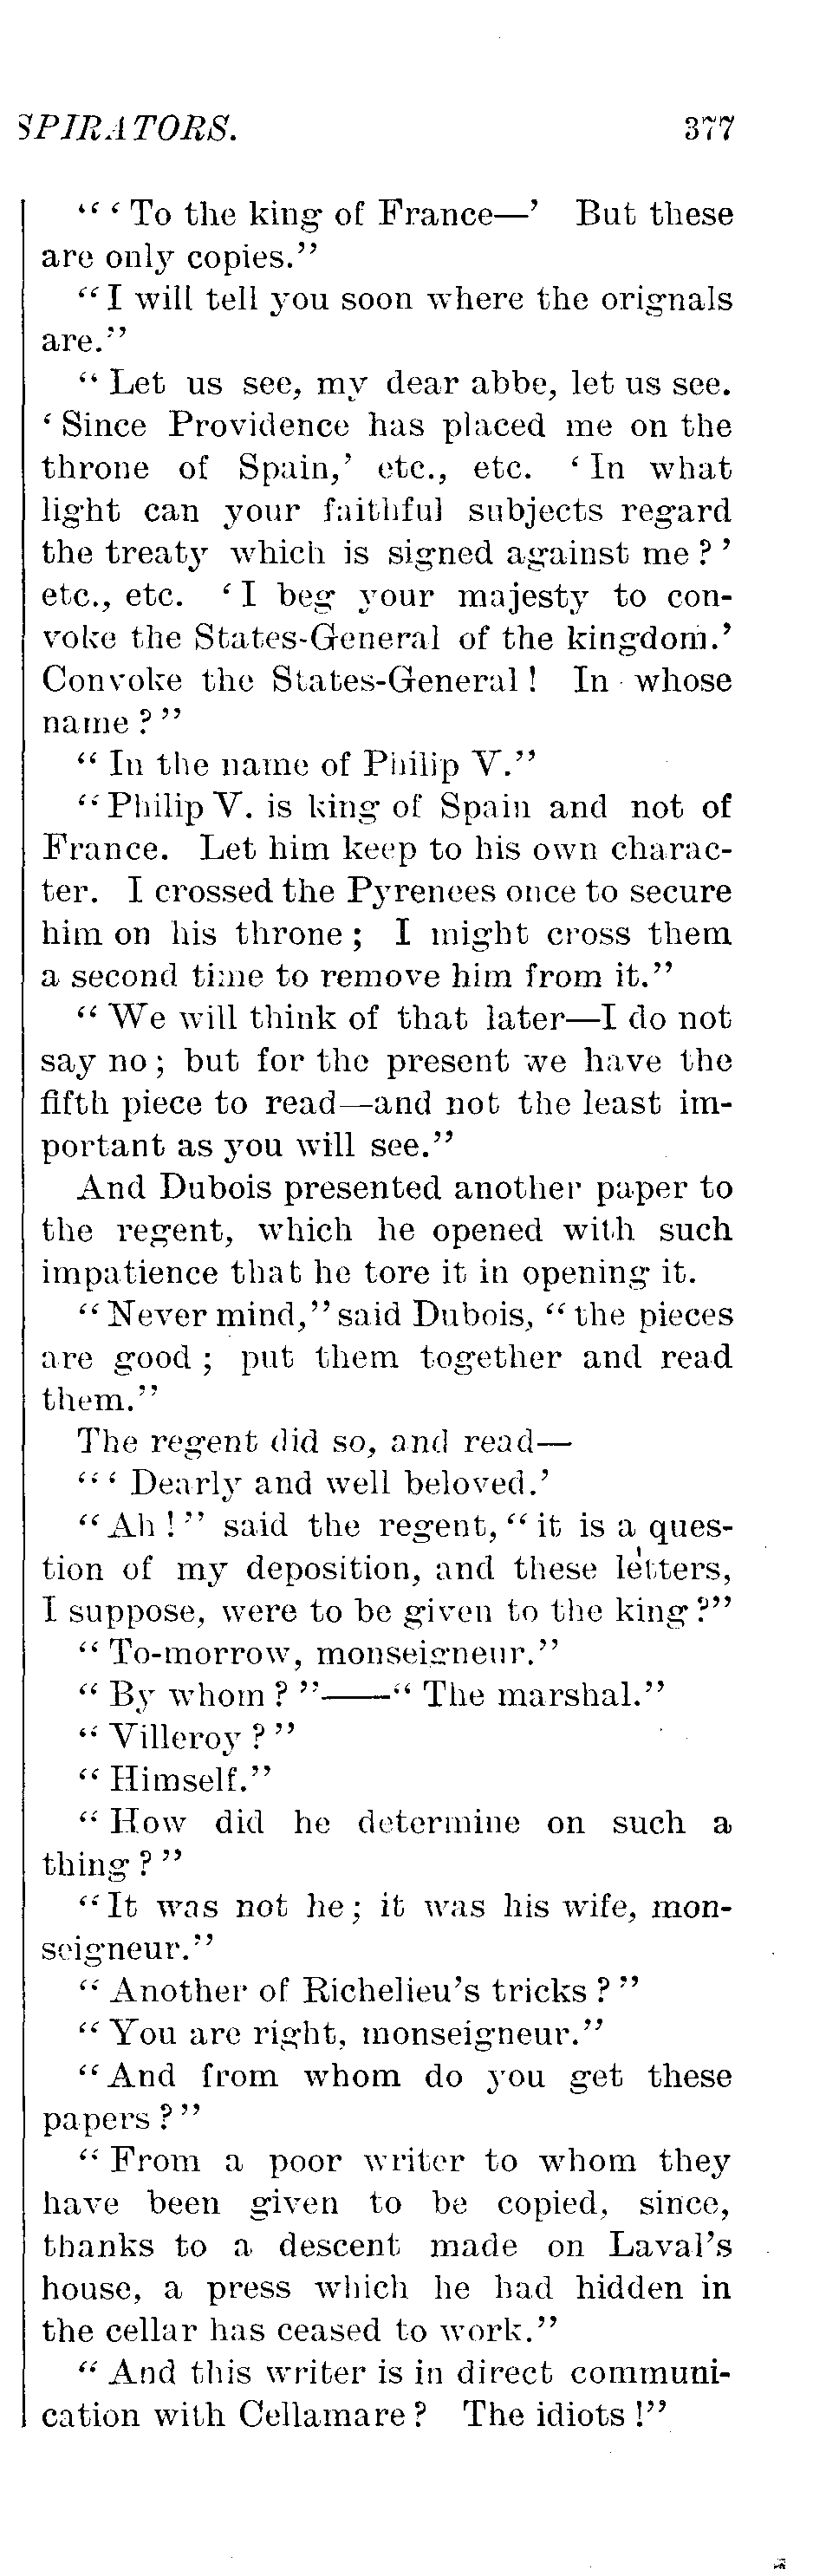 SPIRATORS. 377
"'To the king of France—' But these
are only copies."
"I will tell you soon where the orignals
are."
"Let us see, my dear abbe, let us see.
'Since Providence has placed me on the
throne of Spain,' etc., etc. 'In what
light can your faithful subjects regard
the treaty which is signed against me?'
etc., etc. 'I beg your majesty to con-
voke the States-General of the kingdom.'
Convoke the States-General! In whose
name?"
"In the name of Philip V."
"Philip V. is king of Spain and not of
France. Let him keep to his own charac-
ter. I crossed the Pyrenees once to secure
him on his throne; I might cross them
a second time to remove him from it."
"We will think of that later—I do not
say no; but for the present we have the
fifth piece to read—and not the least im-
portant as you will see."
And Dubois presented another paper to
the regent, which he opened with such
impatience that he tore it in opening it.
"Never mind," said Dubois, "the pieces
are good; put them together and read
them."
The regent did so, and read—
"'Dearly and well beloved.'
"Ah!" said the regent, "it is a ques-
tion of my deposition, and these letters,
I suppose, were to be given to the king?"
"To-morrow, monseigneur."
"By whom?"——"The marshal."
"Villeroy?"
"Himself."
"How did he determine on such a
thing?"
"It was not he; it was his wife, mon-
seigneur."
"Another of Richelieu's tricks?"
"You are right, monseigneur."
"And from whom do you get these
papers?"
"From a poor writer to whom they
have been given to be copied, since,
thanks to a descent made on Laval's
house, a press which he had hidden in
the cellar has ceased to work."
"And this writer is in direct communi-
cation with Cellamare? The idiots!"